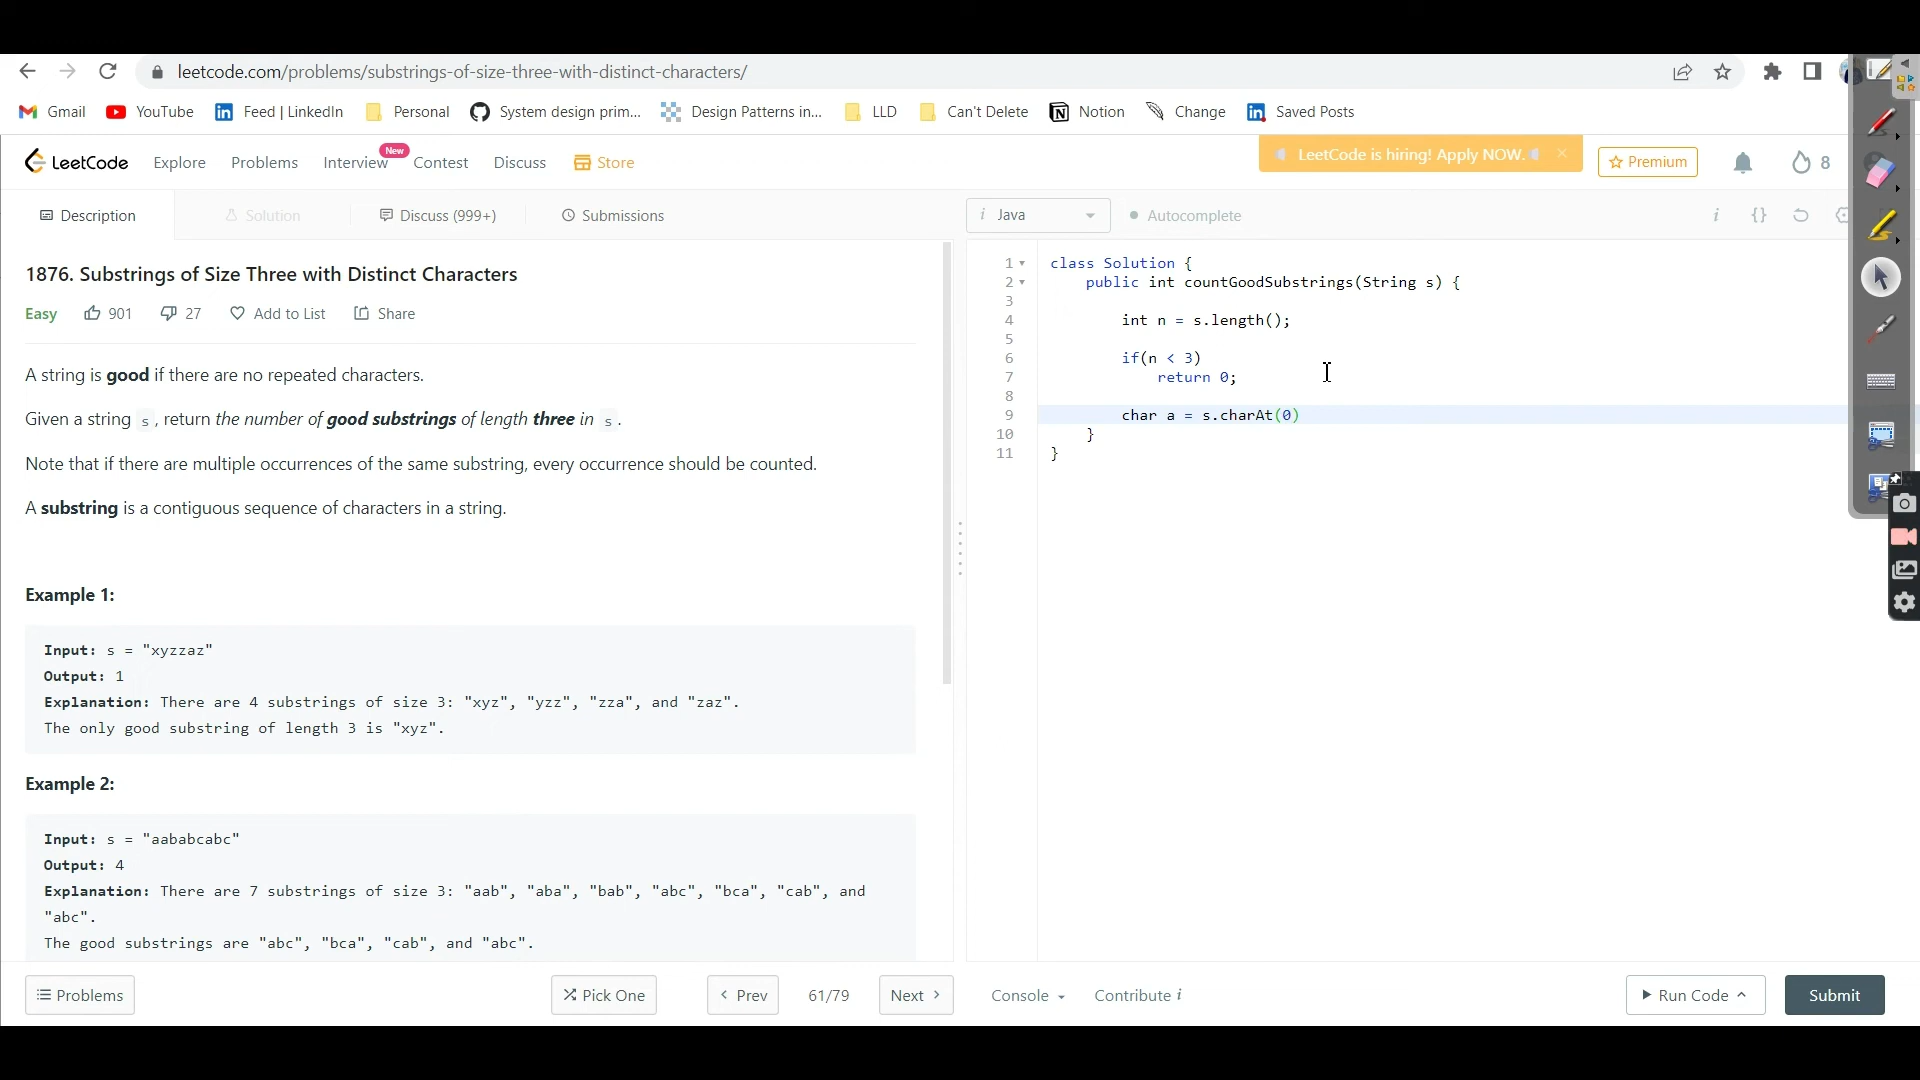 leetcode.com/problems/substrings-of-size-three-with-distinct-characters/
Gmail YouTube Feed | LinkedIn Personal System design prim... Design Patterns in... LLD Can't Delete Notion Change Saved Posts
LeetCode Explore Problems Interview New Contest Discuss Store LeetCode is hiring! Apply NOW. × Premium 8
Description Solution Discuss (999+) Submissions
i Java Autocomplete i {}
1876. Substrings of Size Three with Distinct Characters
Easy 901 27 Add to List Share
A string is good if there are no repeated characters.
Given a string s , return the number of good substrings of length three in s .
Note that if there are multiple occurrences of the same substring, every occurrence should be counted.
A substring is a contiguous sequence of characters in a string.
Example 1:
Input: s = "xyzzaz"
Output: 1
Explanation: There are 4 substrings of size 3: "xyz", "yzz", "zza", and "zaz".
The only good substring of length 3 is "xyz".
Example 2:
Input: s = "aababcabc"
Output: 4
Explanation: There are 7 substrings of size 3: "aab", "aba", "bab", "abc", "bca", "cab", and
"abc".
The good substrings are "abc", "bca", "cab", and "abc".
1 class Solution {
2 public int countGoodSubstrings(String s) {
3
4 int n = s.length();
5
6 if(n < 3)
7 return 0;
8
9 char a = s.charAt(0)
10 }
11 }
Problems Pick One < Prev 61/79 Next > Console Contribute i Run Code Submit